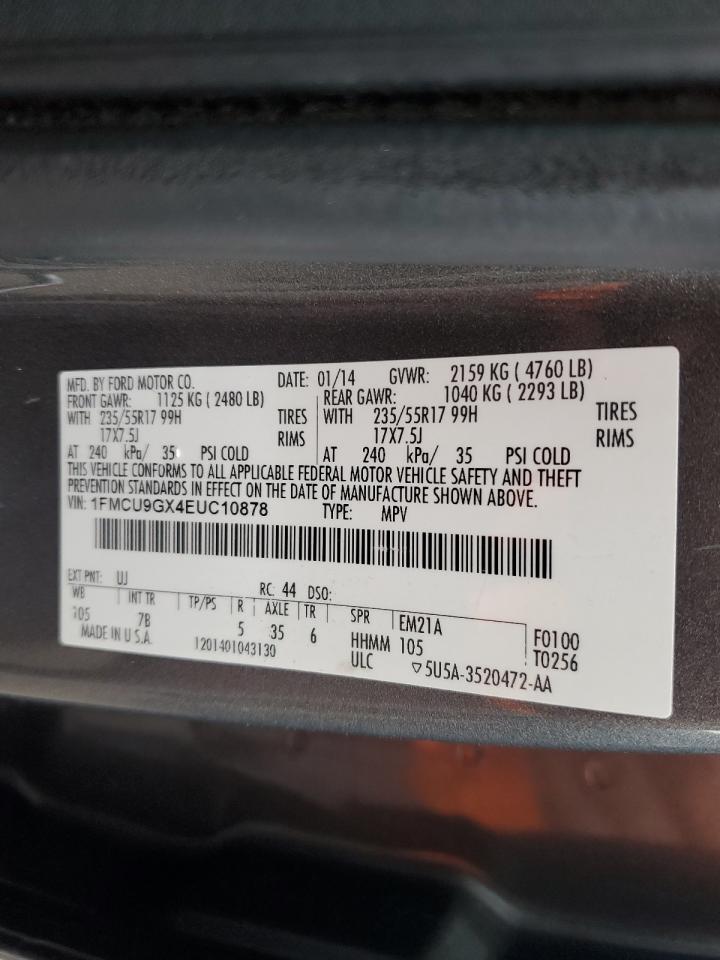 MFD. BY FORD MOTOR CO. DATE: 01/14 GVWR: 2159 KG ( 4760 LB)
FRONT GAWR: 1125 KG ( 2480 LB) REAR GAWR: 1040 KG ( 2293 LB)
WITH 235/55R17 99H TIRES WITH 235/55R17 99H TIRES
17X7.5J RIMS 17X7.5J RIMS
AT 240 kPa/ 35 PSI COLD AT 240 kPa/ 35 PSI COLD
THIS VEHICLE CONFORMS TO ALL APPLICABLE FEDERAL MOTOR VEHICLE SAFETY AND THEFT
PREVENTION STANDARDS IN EFFECT ON THE DATE OF MANUFACTURE SHOWN ABOVE.
VIN: 1FMCU9GX4EUC10878 TYPE: MPV
EXT PNT: UJ RC: 44 DSO:
WB INT TR TP/PS R AXLE TR SPR EM21A
105 7B 5 35 6 HHMM 105 F0100
MADE IN U.S.A. 1201401043130 ULC ▽5U5A-3520472-AA T0256